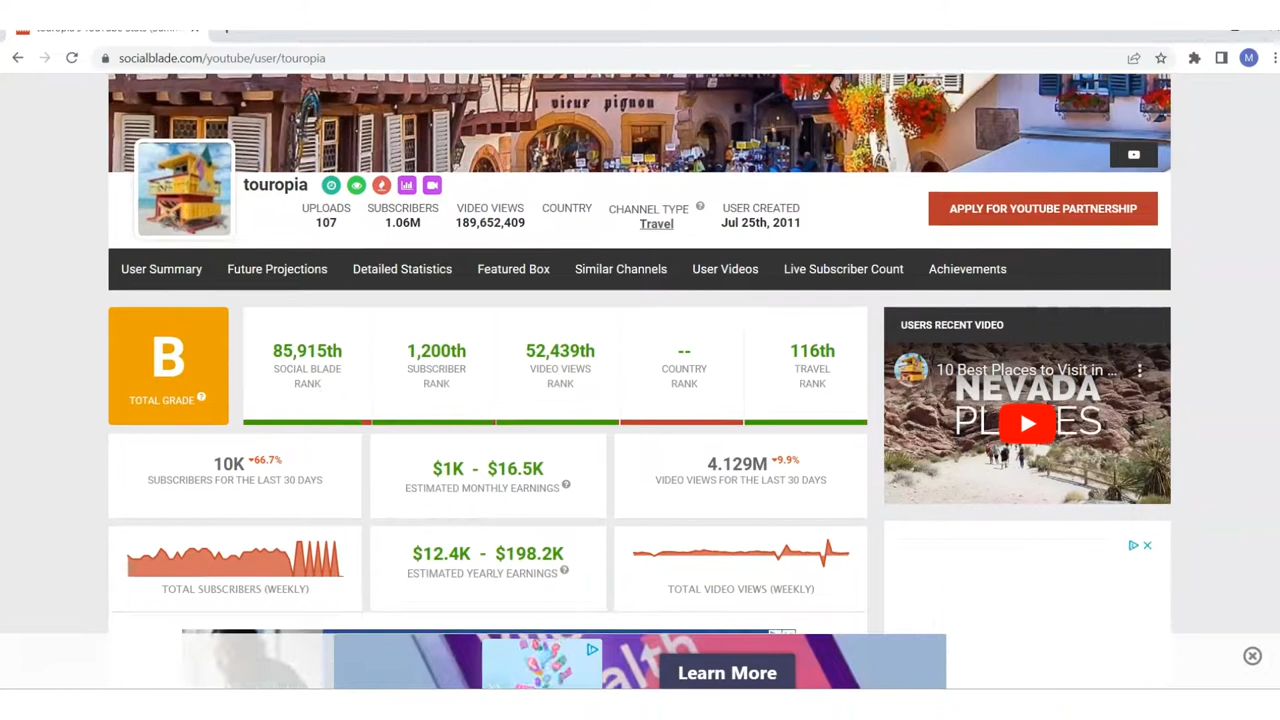 socialblade.com/youtube/user/touropia
M
vieur pignon
touropia
UPLOADS SUBSCRIBERS VIDEO VIEWS COUNTRY CHANNEL TYPE USER CREATED
107 1.06M 189,652,409 Travel Jul 25th, 2011
APPLY FOR YOUTUBE PARTNERSHIP
User Summary Future Projections Detailed Statistics Featured Box Similar Channels User Videos Live Subscriber Count Achievements
B
TOTAL GRADE
85,915th 1,200th 52,439th -- 116th
SOCIAL BLADE SUBSCRIBER VIDEO VIEWS COUNTRY TRAVEL
RANK RANK RANK RANK RANK
USERS RECENT VIDEO
10 Best Places to Visit in ...
NEVADA
10K 66.7%
SUBSCRIBERS FOR THE LAST 30 DAYS
$1K - $16.5K
ESTIMATED MONTHLY EARNINGS
4.129M 9.9%
VIDEO VIEWS FOR THE LAST 30 DAYS
TOTAL SUBSCRIBERS (WEEKLY)
$12.4K - $198.2K
ESTIMATED YEARLY EARNINGS
TOTAL VIDEO VIEWS (WEEKLY)
Learn More